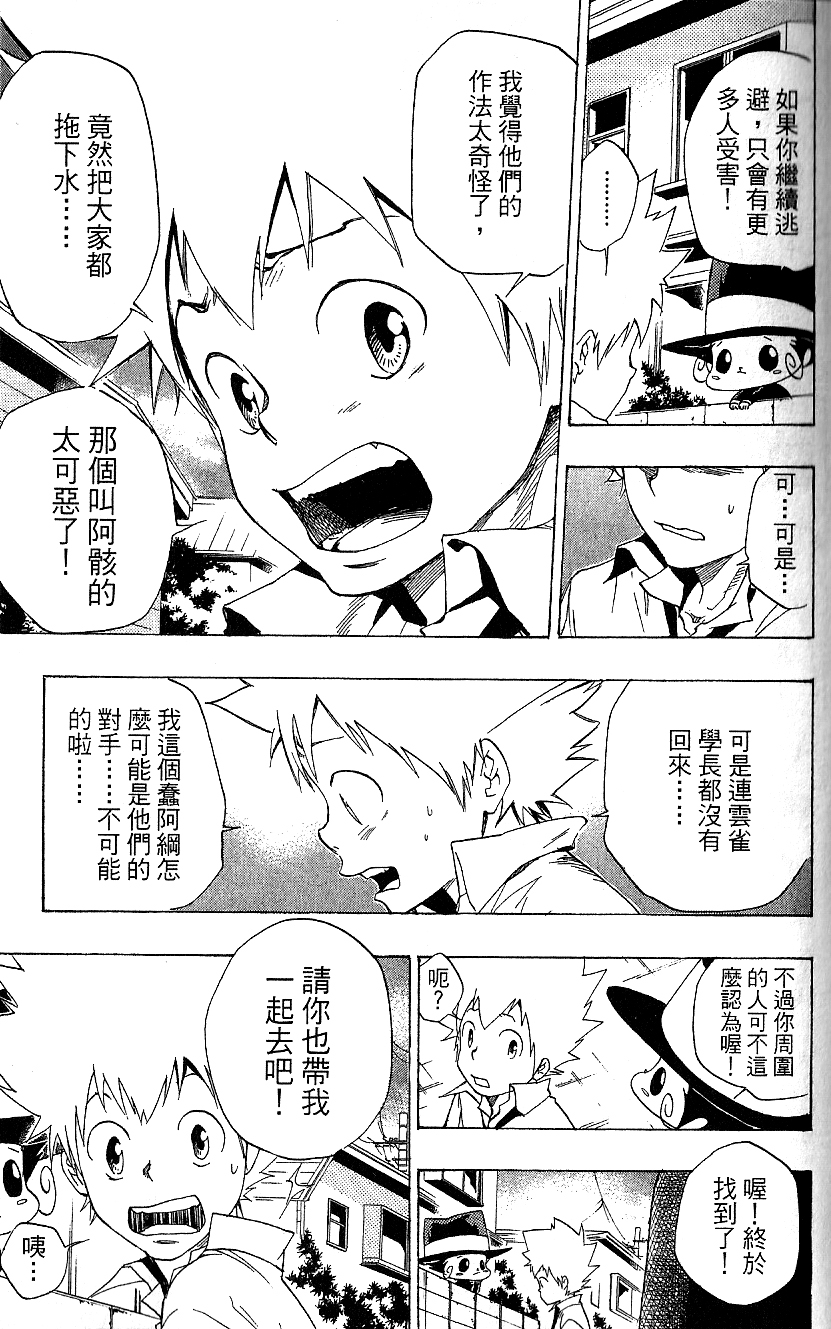 如果你繼續逃
避，只會有更
多人受害！
………
可…可是…
我覺得他們的
作法太奇怪了，
竟然把大家都
拖下水……
那個叫阿骸的
太可惡了！
可是連雲雀
學長都沒有
回來……
我這個蠢阿綱怎
麼可能是他們的
對手……不可能
的啦……
不過你周圍
的人可不這
麼認為喔！
呃？
喔！終於
找到了！
請你也帶我
一起去吧！
咦…